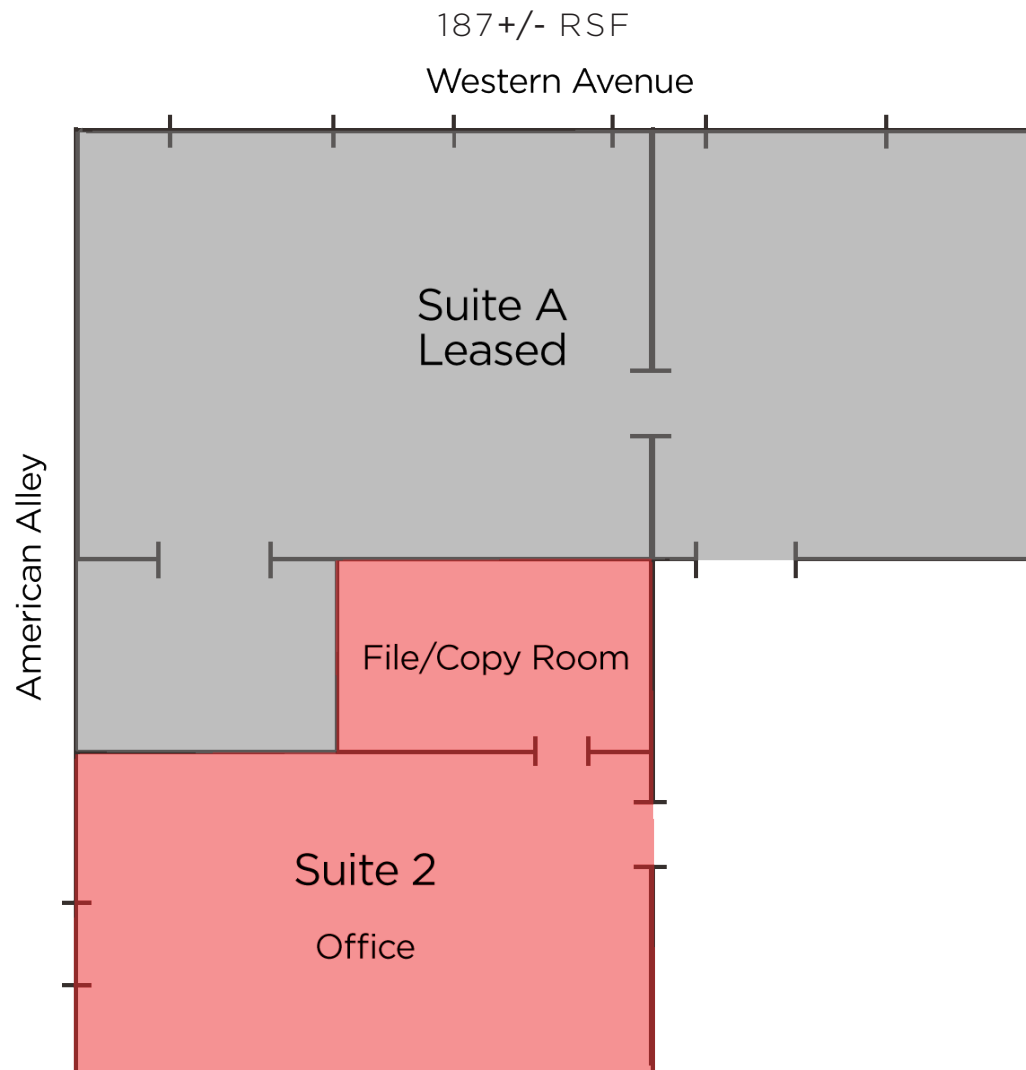 187+/- RSF
Western Avenue
Suite A
Leased
American Alley
File/Copy Room
Suite 2
Office